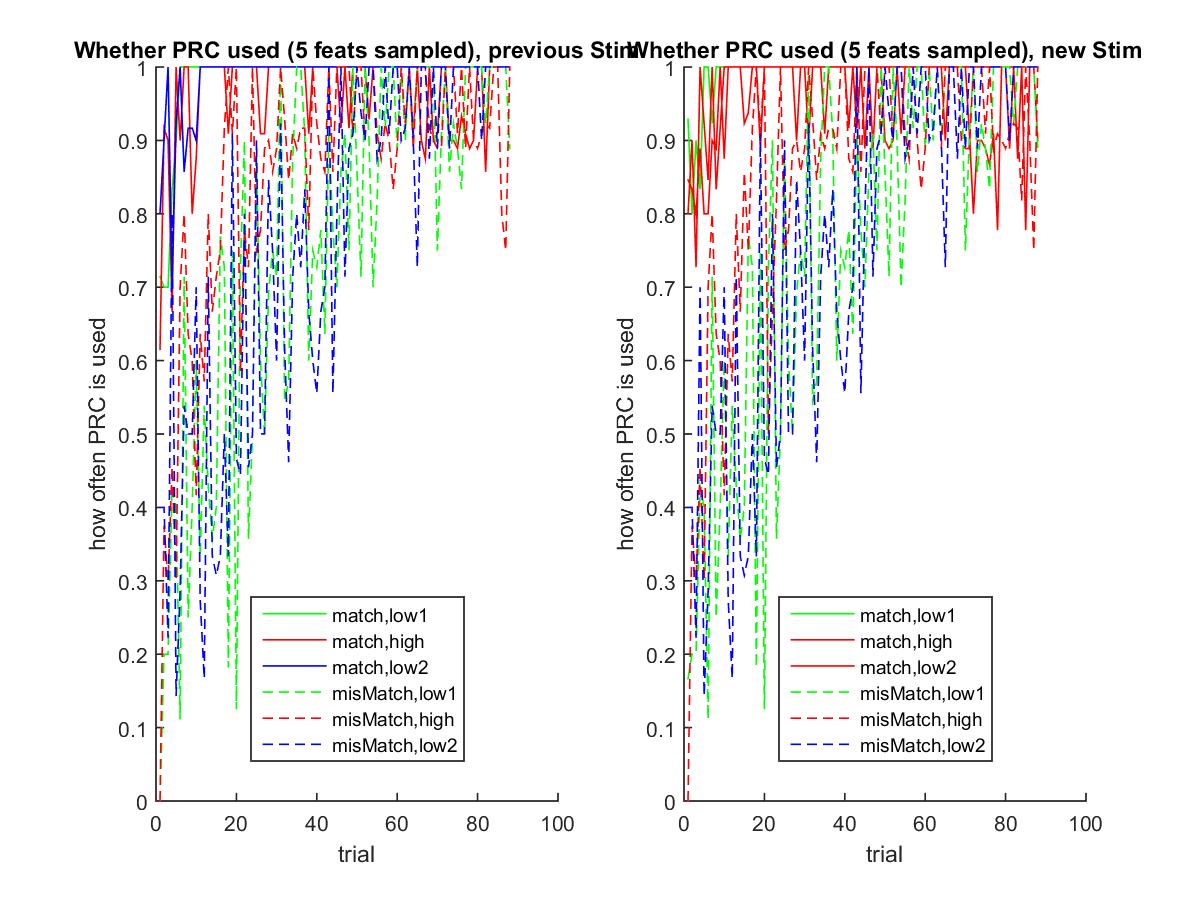 Whether PRC used (5 feats sampled), previous Stim
1
0.9
0.8
0.7
0.6
0.5
0.4
0.3
0.2
0.1
0
how often PRC is used
match,low1
match,high
match,low2
misMatch,low1
misMatch,high
misMatch,low2
0 20 40 60 80 100
trial
Whether PRC used (5 feats sampled), new Stim
1
0.9
0.8
0.7
0.6
0.5
0.4
0.3
0.2
0.1
0
how often PRC is used
match,low1
match,high
match,low2
misMatch,low1
misMatch,high
misMatch,low2
0 20 40 60 80 100
trial